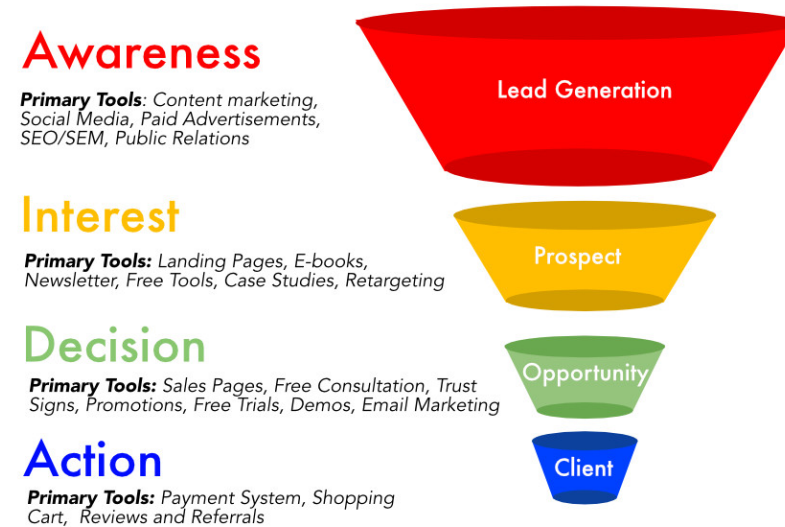 Awareness
Primary Tools: Content marketing,
Social Media, Paid Advertisements,
SEO/SEM, Public Relations
Lead Generation
Interest
Primary Tools: Landing Pages, E-books,
Newsletter, Free Tools, Case Studies, Retargeting
Prospect
Decision
Primary Tools: Sales Pages, Free Consultation, Trust
Signs, Promotions, Free Trials, Demos, Email Marketing
Opportunity
Action
Primary Tools: Payment System, Shopping
Cart, Reviews and Referrals
Client